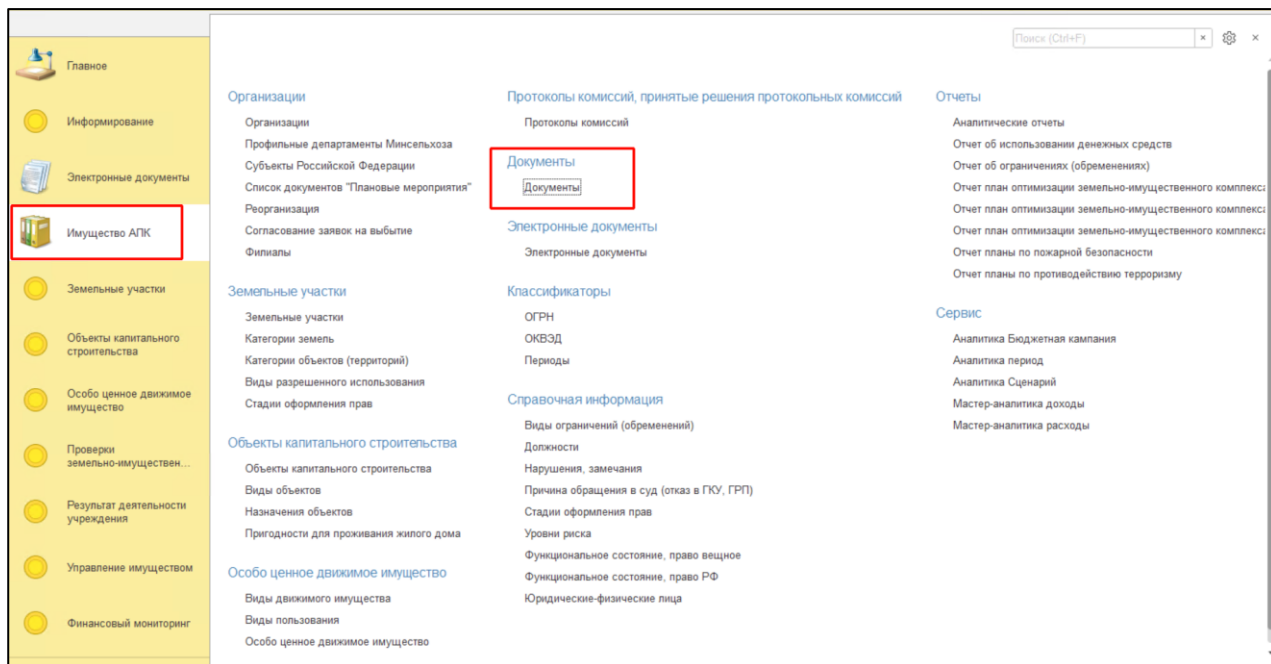 Поиск (Ctrl+F)
Главное
Информирование
Электронные документы
Имущество АПК
Земельные участки
Объекты капитального
строительства
Особо ценное движимое
имущество
Проверки
земельно-имуществен...
Результат деятельности
учреждения
Управление имуществом
Финансовый мониторинг
Организации
Организации
Профильные департаменты Минсельхоза
Субъекты Российской Федерации
Список документов "Плановые мероприятия"
Реорганизация
Согласование заявок на выбытие
Филиалы
Земельные участки
Земельные участки
Категории земель
Категории объектов (территорий)
Виды разрешенного использования
Стадии оформления прав
Объекты капитального строительства
Объекты капитального строительства
Виды объектов
Назначения объектов
Пригодности для проживания жилого дома
Особо ценное движимое имущество
Виды движимого имущества
Виды пользования
Особо ценное движимое имущество
Протоколы комиссий, принятые решения протокольных комиссий
Протоколы комиссий
Документы
Документы
Электронные документы
Электронные документы
Классификаторы
ОГРН
ОКВЭД
Периоды
Справочная информация
Виды ограничений (обременений)
Должности
Нарушения, замечания
Причина обращения в суд (отказ в ГКУ, ГРП)
Стадии оформления прав
Уровни риска
Функциональное состояние, право вещное
Функциональное состояние, право РФ
Юридические-физические лица
Отчеты
Аналитические отчеты
Отчет об использовании денежных средств
Отчет об ограничениях (обременениях)
Отчет план оптимизации земельно-имущественного комплекса
Отчет план оптимизации земельно-имущественного комплекса
Отчет план оптимизации земельно-имущественного комплекса
Отчет планы по пожарной безопасности
Отчет планы по противодействию терроризму
Сервис
Аналитика Бюджетная кампания
Аналитика период
Аналитика Сценарий
Мастер-аналитика доходы
Мастер-аналитика расходы